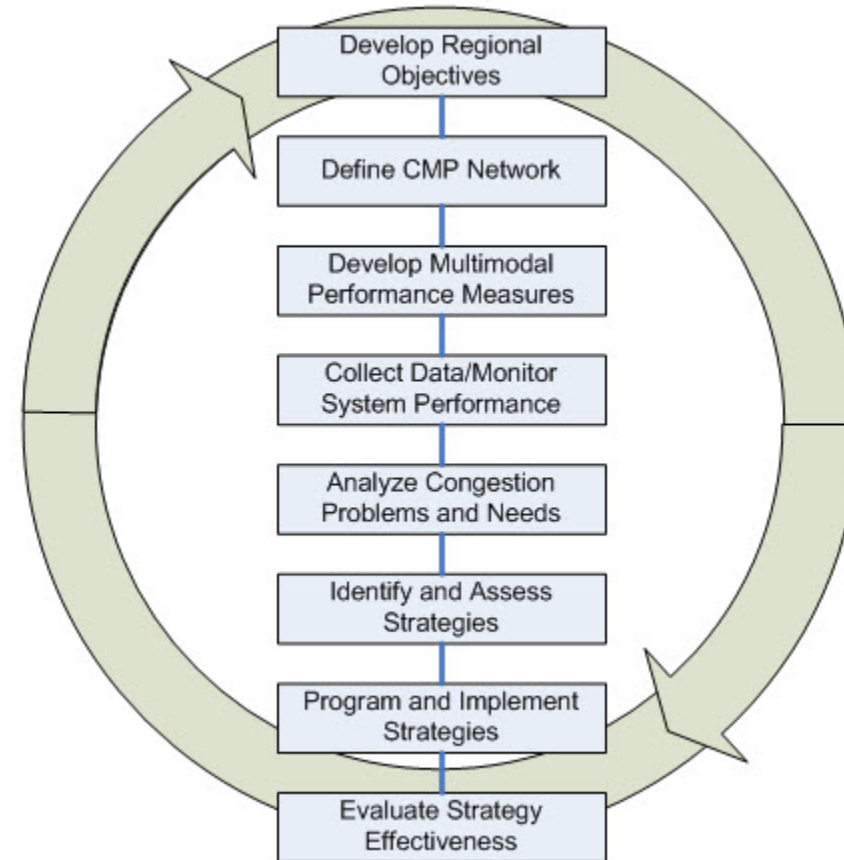 Develop Regional
Objectives
Define CMP Network
Develop Multimodal
Performance Measures
Collect Data/Monitor
System Performance
Analyze Congestion
Problems and Needs
Identify and Assess
Strategies
Program and Implement
Strategies
Evaluate Strategy
Effectiveness